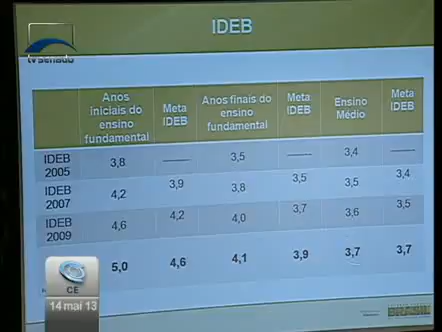 IDEB
tv senado
Anos iniciais do ensino fundamental Meta IDEB Anos finais do ensino fundamental Meta IDEB Ensino Médio Meta IDEB
IDEB 2005 3,8 —— 3,5 —— 3,4 ——
IDEB 2007 4,2 3,9 3,8 3,5 3,5 3,4
IDEB 2009 4,6 4,2 4,0 3,7 3,6 3,5
5,0 4,6 4,1 3,9 3,7 3,7
CE
14 mai 13
BRASIL